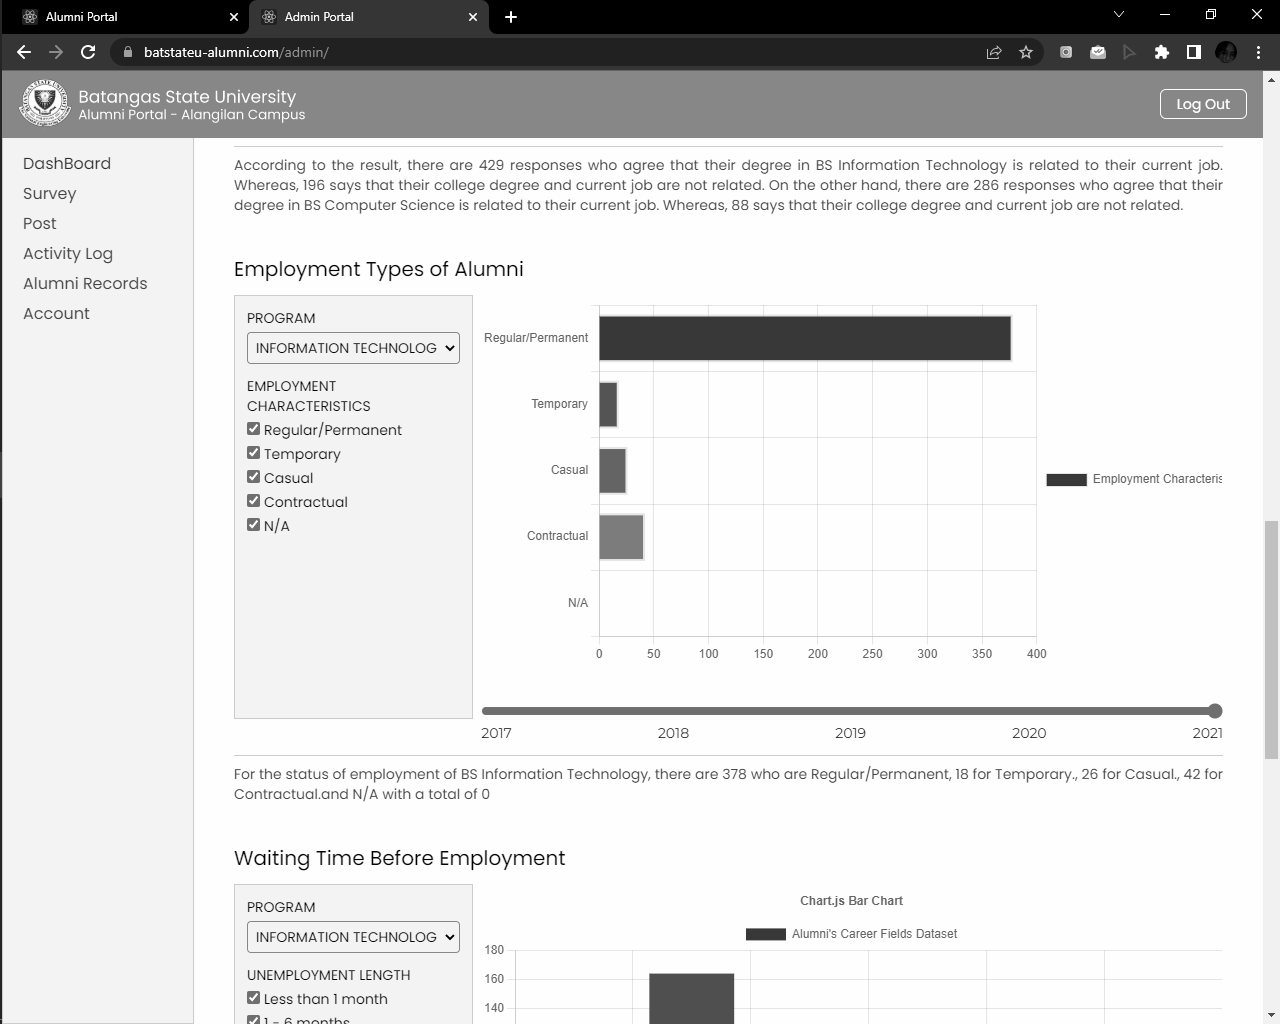 Alumni Portal
Admin Portal
batstateu-alumni.com/admin/
Batangas State University
Alumni Portal - Alangilan Campus
Log Out
DashBoard
Survey
Post
Activity Log
Alumni Records
Account
According to the result, there are 429 responses who agree that their degree in BS Information Technology is related to their current job.
Whereas, 196 says that their college degree and current job are not related. On the other hand, there are 286 responses who agree that their
degree in BS Computer Science is related to their current job. Whereas, 88 says that their college degree and current job are not related.
Employment Types of Alumni
PROGRAM
INFORMATION TECHNOLOG
EMPLOYMENT
CHARACTERISTICS
Regular/Permanent
Temporary
Casual
Contractual
N/A
Regular/Permanent
Temporary
Casual
Contractual
N/A
0 50 100 150 200 250 300 350 400
Employment Characteris
2017 2018 2019 2020 2021
For the status of employment of BS Information Technology, there are 378 who are Regular/Permanent, 18 for Temporary., 26 for Casual., 42 for
Contractual.and N/A with a total of 0
Waiting Time Before Employment
PROGRAM
INFORMATION TECHNOLOG
UNEMPLOYMENT LENGTH
Less than 1 month
1 - 6 months
Chart.js Bar Chart
Alumni's Career Fields Dataset
180
160
140